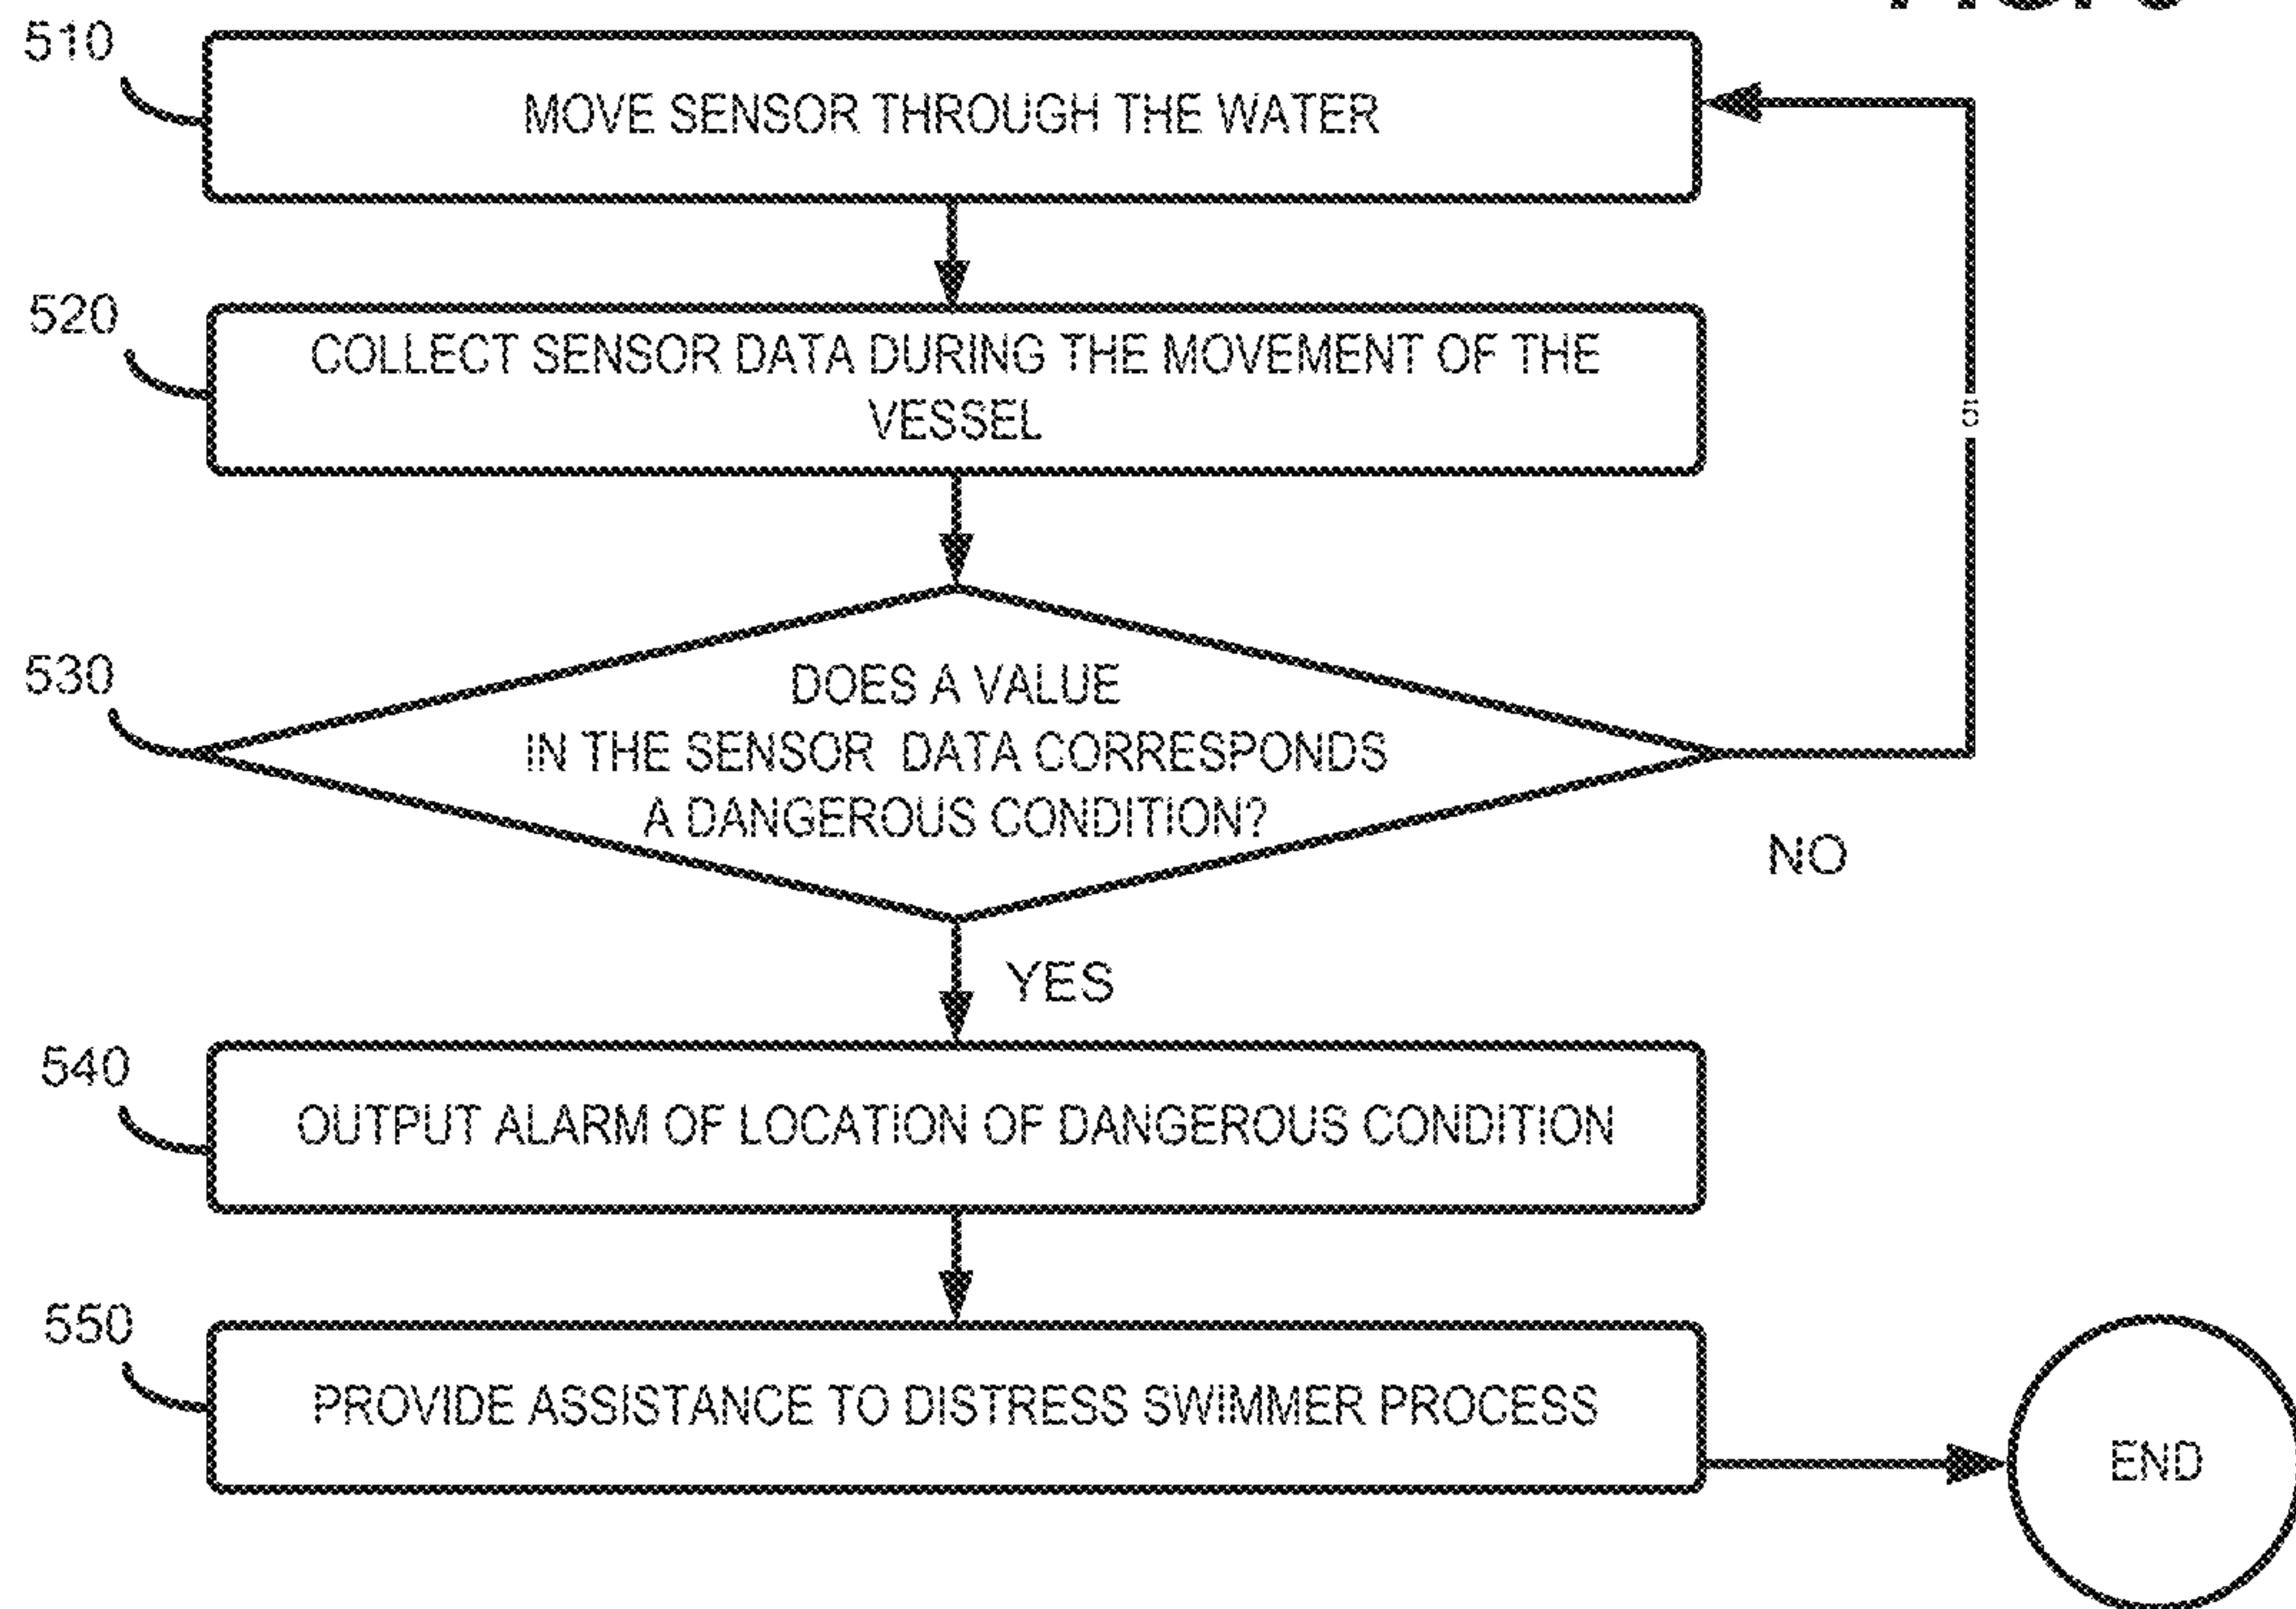 510
MOVE SENSOR THROUGH THE WATER
520
COLLECT SENSOR DATA DURING THE MOVEMENT OF THE
VESSEL
5
530
DOES A VALUE
IN THE SENSOR DATA CORRESPONDS
A DANGEROUS CONDITION?
NO
YES
540
OUTPUT ALARM OF LOCATION OF DANGEROUS CONDITION
550
PROVIDE ASSISTANCE TO DISTRESS SWIMMER PROCESS
END